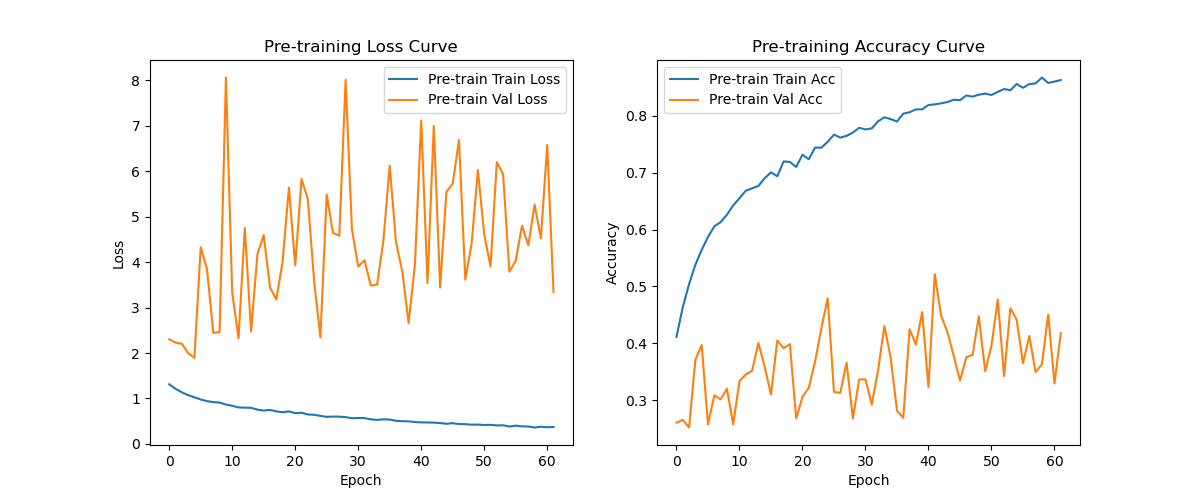 Pre-training Loss Curve
Pre-train Train Loss
Pre-train Val Loss
Loss
8
7
6
5
4
3
2
1
0
0 10 20 30 40 50 60
Epoch
Pre-training Accuracy Curve
Pre-train Train Acc
Pre-train Val Acc
Accuracy
0.8
0.7
0.6
0.5
0.4
0.3
0 10 20 30 40 50 60
Epoch